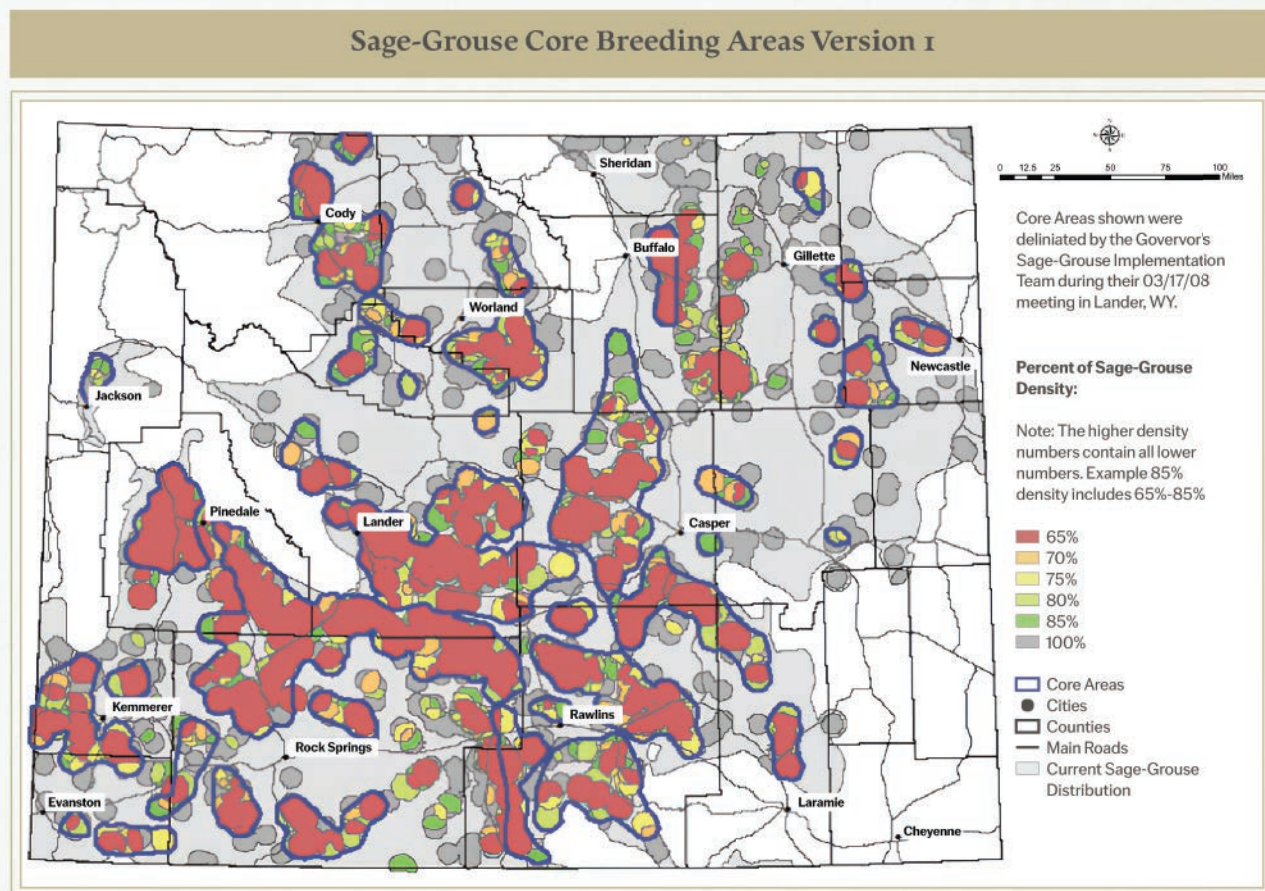 Sage-Grouse Core Breeding Areas Version 1
Sheridan
Cody
Buffalo
Gillette
Worland
Newcastle
Jackson
Pinedale
Lander
Casper
Kemmerer
Rawlins
Rock Springs
Evanston
Laramie
Cheyenne
0 12.5 25 50 75 100
Miles
Core Areas shown were
deliniated by the Govervor's
Sage-Grouse Implementation
Team during their 03/17/08
meeting in Lander, WY.
Percent of Sage-Grouse
Density:
Note: The higher density
numbers contain all lower
numbers. Example 85%
density includes 65%-85%
65%
70%
75%
80%
85%
100%
Core Areas
Cities
Counties
Main Roads
Current Sage-Grouse
Distribution